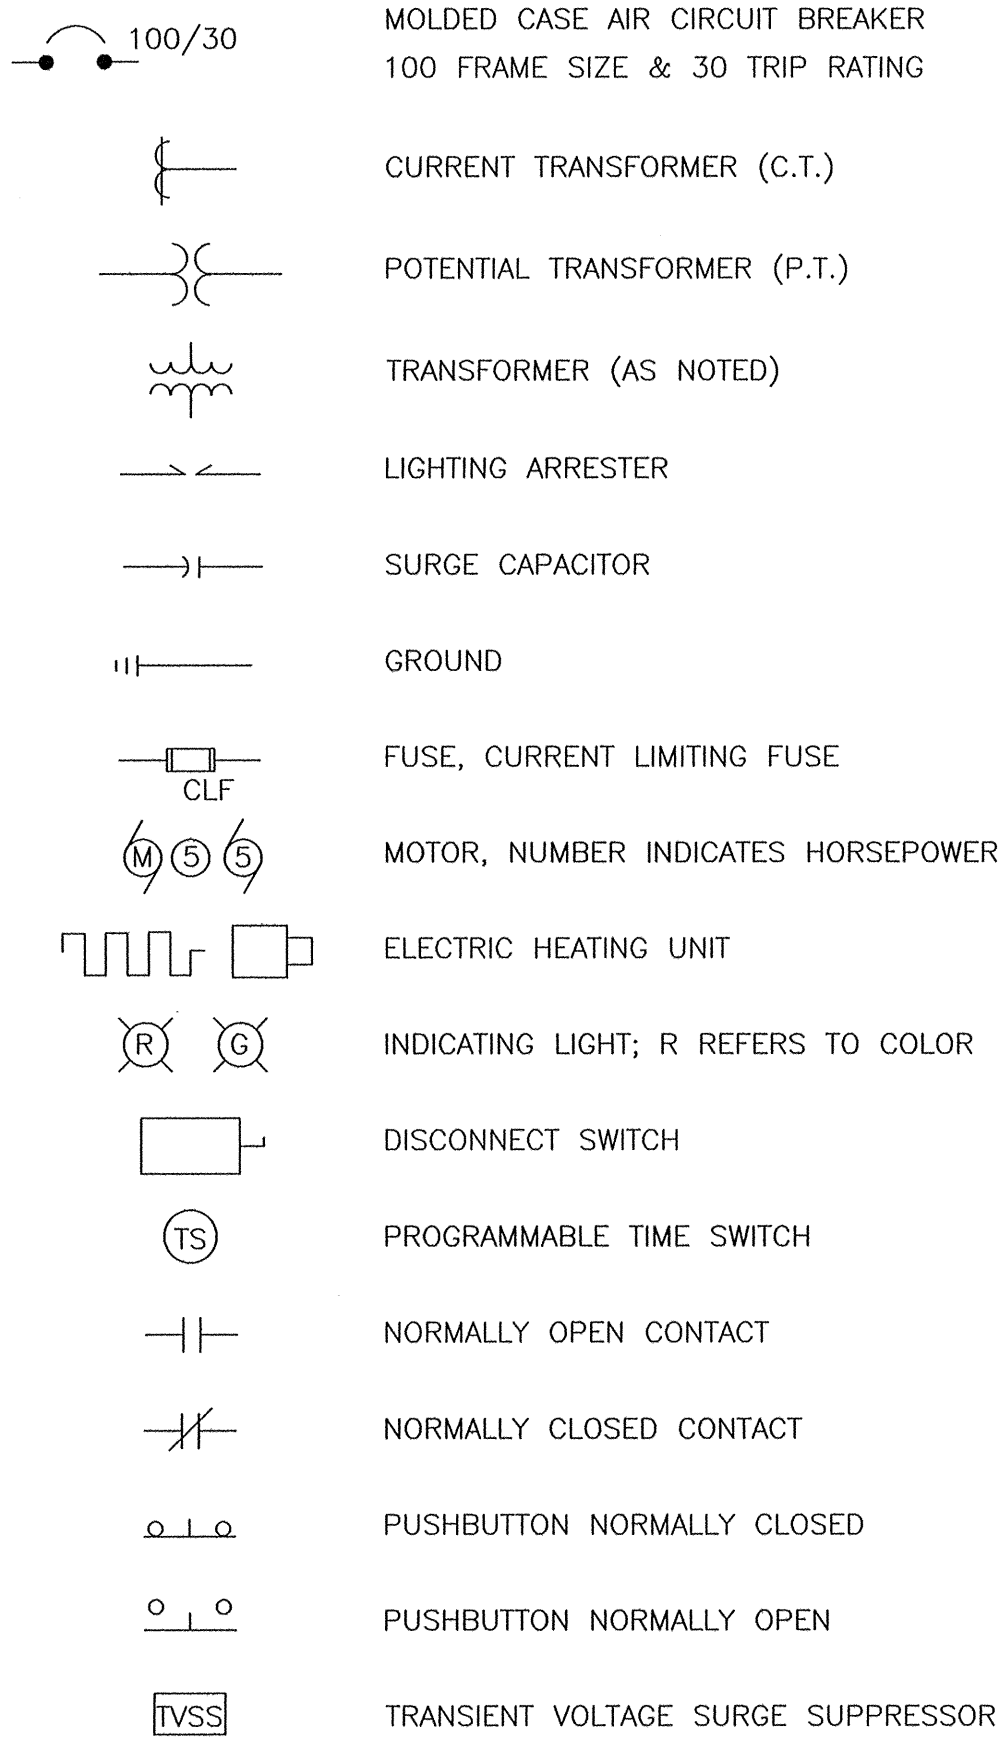 100/30 MOLDED CASE AIR CIRCUIT BREAKER
100 FRAME SIZE & 30 TRIP RATING
CURRENT TRANSFORMER (C.T.)
POTENTIAL TRANSFORMER (P.T.)
TRANSFORMER (AS NOTED)
LIGHTING ARRESTER
SURGE CAPACITOR
GROUND
FUSE, CURRENT LIMITING FUSE
CLF
M 5 5 MOTOR, NUMBER INDICATES HORSEPOWER
ELECTRIC HEATING UNIT
R G INDICATING LIGHT; R REFERS TO COLOR
DISCONNECT SWITCH
TS PROGRAMMABLE TIME SWITCH
NORMALLY OPEN CONTACT
NORMALLY CLOSED CONTACT
PUSHBUTTON NORMALLY CLOSED
PUSHBUTTON NORMALLY OPEN
TVSS TRANSIENT VOLTAGE SURGE SUPPRESSOR